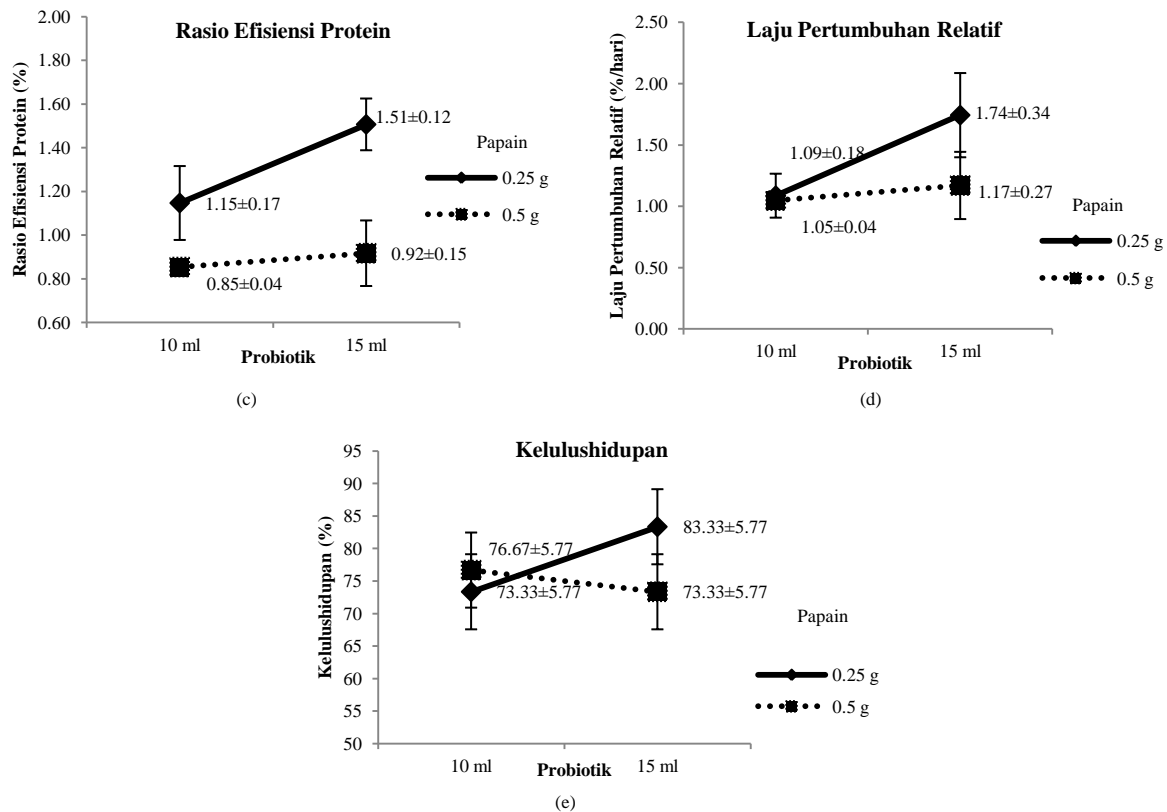 Rasio Efisiensi Protein
Rasio Efisiensi Protein (%)
2.00
1.80
1.60
1.40
1.20
1.00
0.80
0.60
1.51±0.12
1.15±0.17
0.92±0.15
0.85±0.04
Papain
0.25 g
0.5 g
10 ml
15 ml
Probiotik
(c)
Laju Pertumbuhan Relatif
Laju Pertumbuhan Relatif (%/hari)
2.50
2.00
1.50
1.00
0.50
0.00
1.74±0.34
1.09±0.18
1.17±0.27
1.05±0.04
Papain
0.25 g
0.5 g
10 ml
15 ml
Probiotik
(d)
Kelulushidupan
Kelulushidupan (%)
95
90
85
80
75
70
65
60
55
50
83.33±5.77
76.67±5.77
73.33±5.77
73.33±5.77
Papain
0.25 g
0.5 g
10 ml
15 ml
Probiotik
(e)